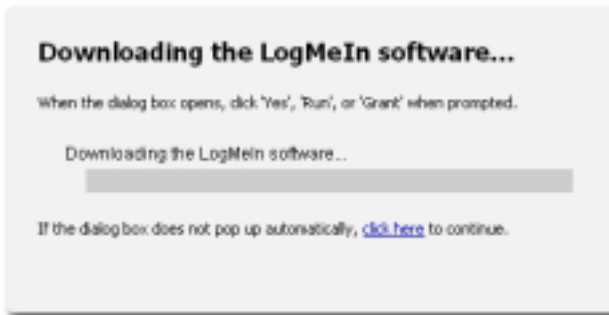 Downloading the LogMeIn software...
When the dialog box opens, click 'Yes', 'Run', or 'Grant' when prompted.
Downloading the LogMeIn software...
If the dialog box does not pop up automatically, click here to continue.